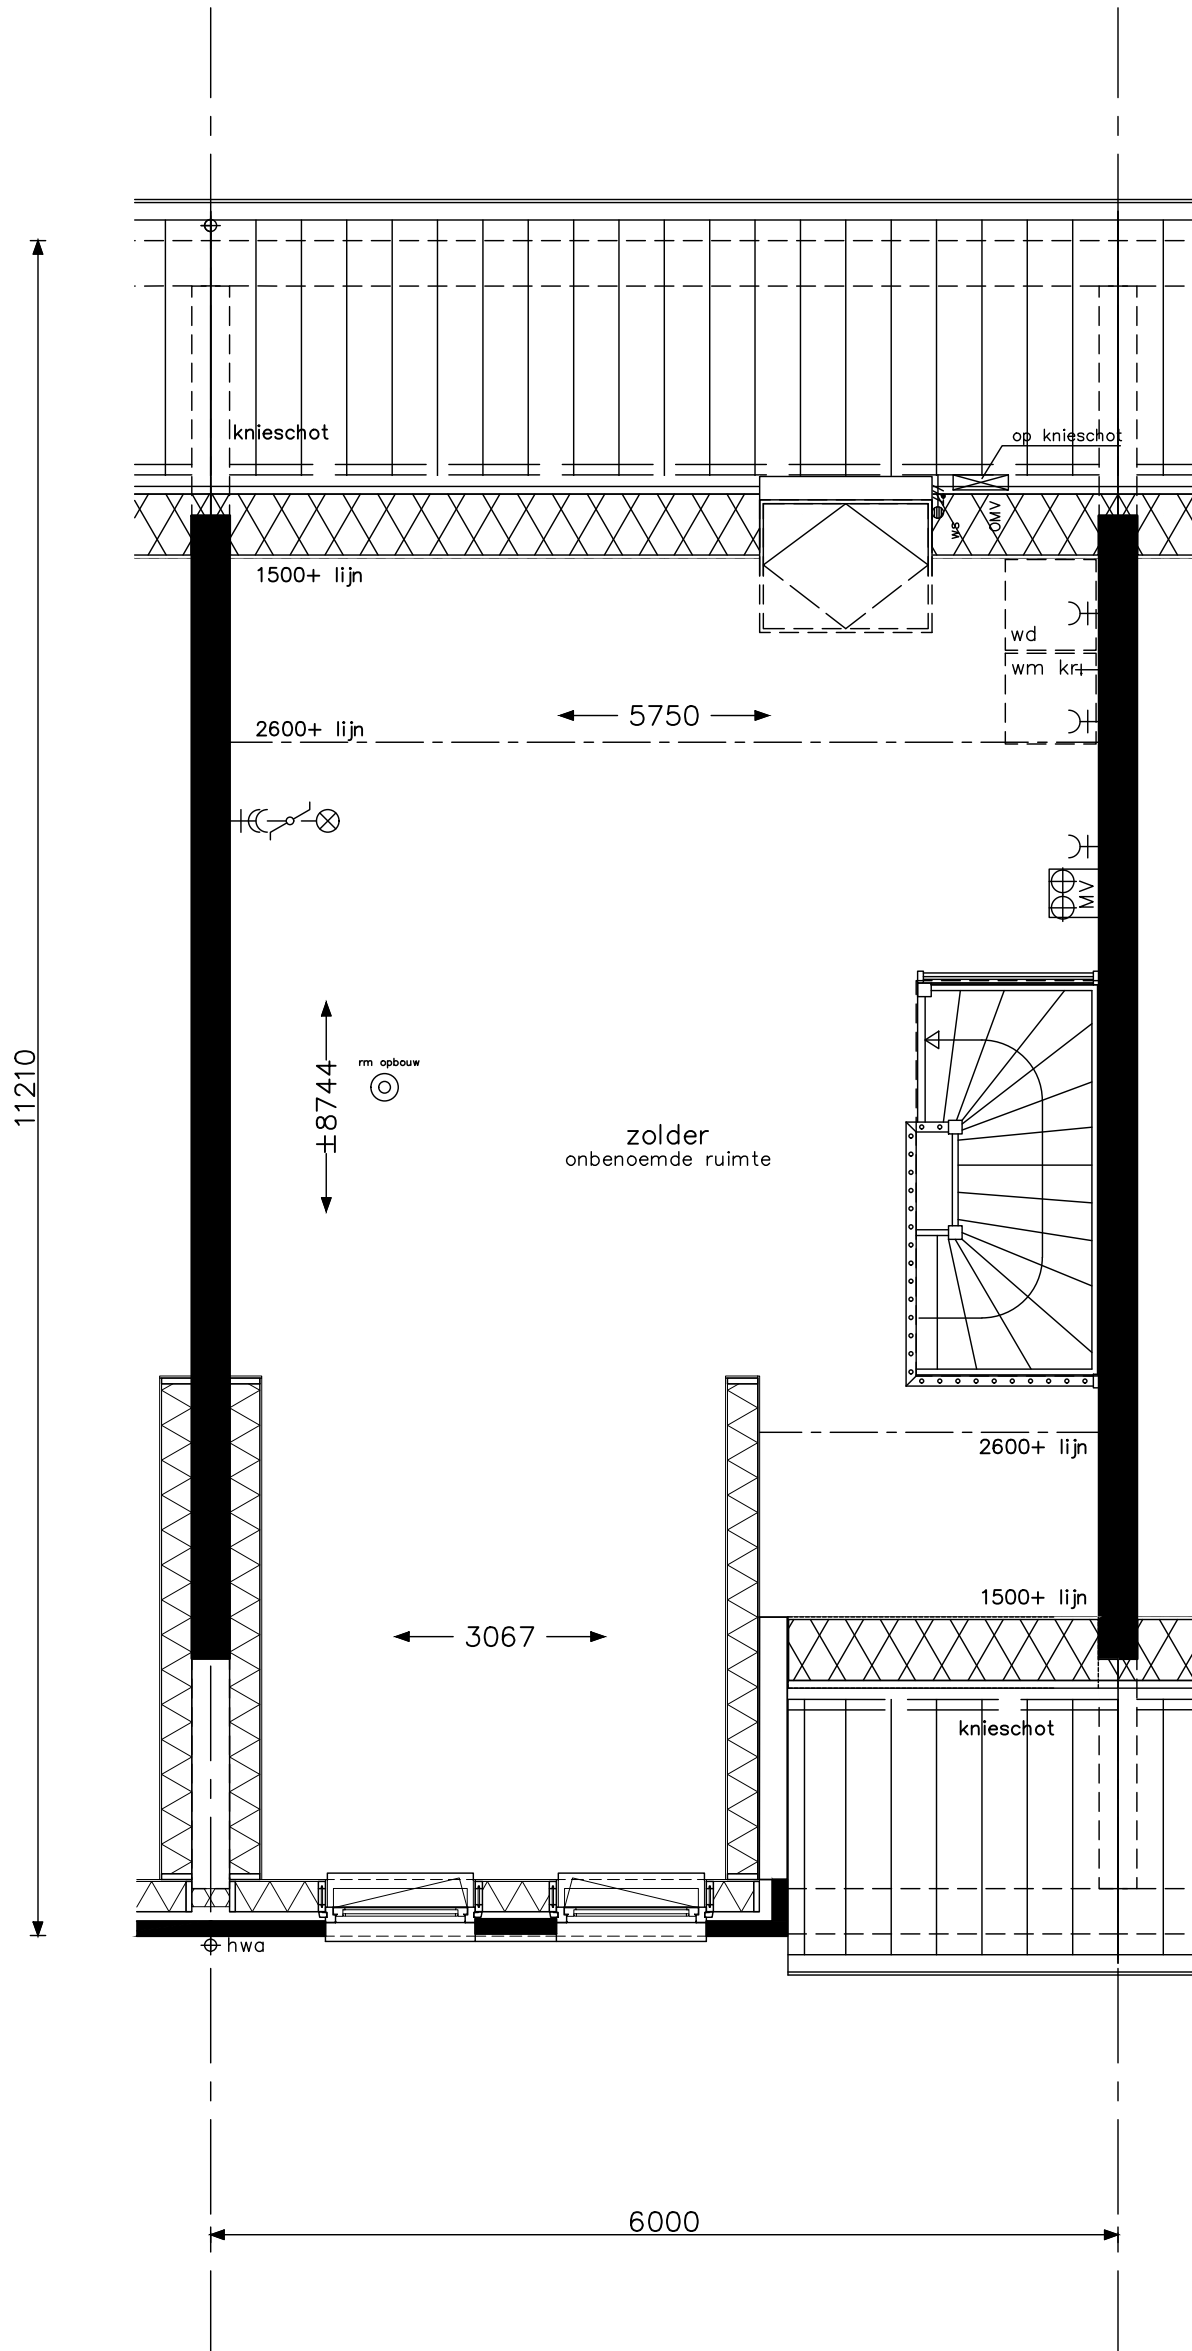 knieschot
op knieschot
ws
OMV
1500+ lijn
wd
wm kr.
5750
2600+ lijn
MV
11210
±8744
rm opbouw
zolder
onbenoemde ruimte
2600+ lijn
1500+ lijn
3067
knieschot
hwa
6000